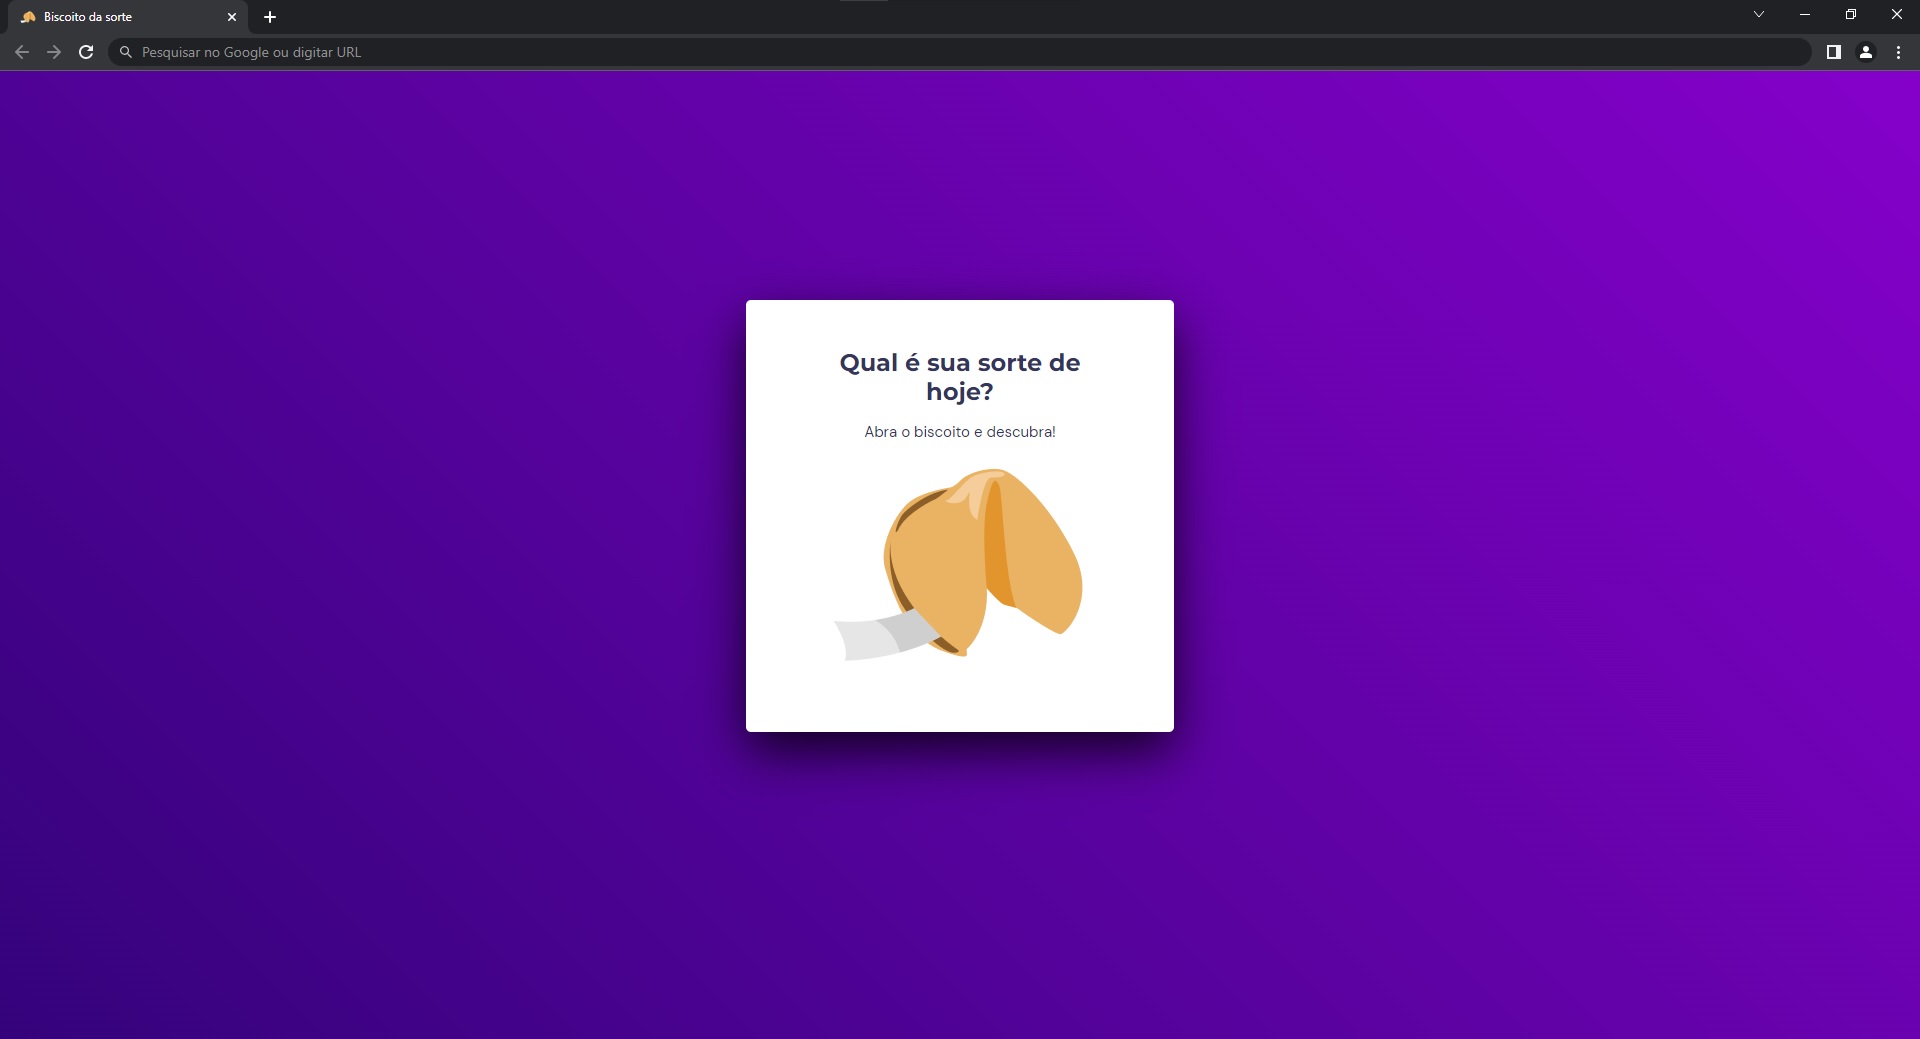 Biscoito da sorte
Pesquisar no Google ou digitar URL
Qual é sua sorte de
hoje?
Abra o biscoito e descubra!